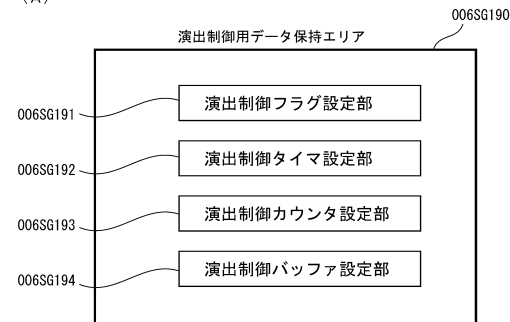 (A)
006SG190
演出制御用データ保持エリア
006SG191
演出制御フラグ設定部
006SG192
演出制御タイマ設定部
006SG193
演出制御カウンタ設定部
006SG194
演出制御バッファ設定部